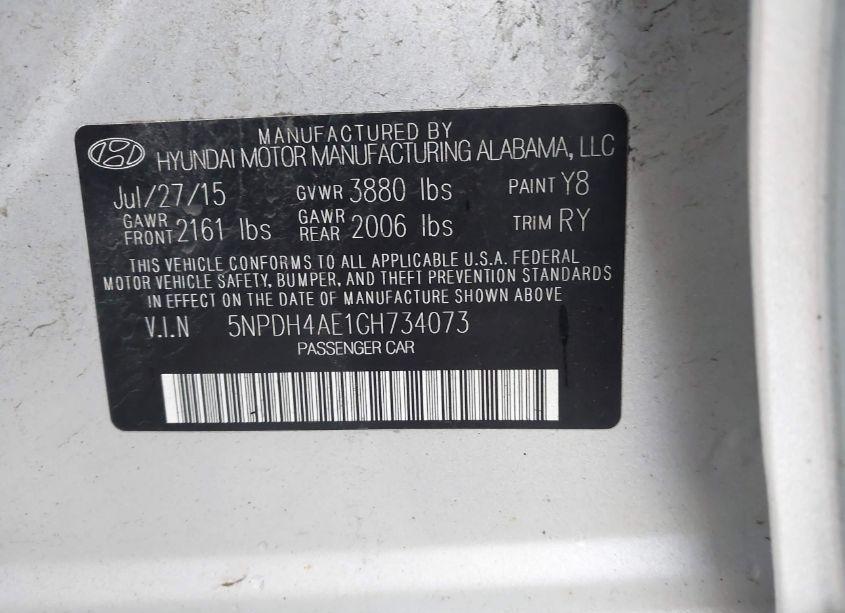 MANUFACTURED BY
HYUNDAI MOTOR MANUFACTURING ALABAMA, LLC
Jul/27/15 GVWR 3880 lbs PAINT Y8
GAWR FRONT 2161 lbs GAWR REAR 2006 lbs TRIM RY
THIS VEHICLE CONFORMS TO ALL APPLICABLE U.S.A. FEDERAL
MOTOR VEHICLE SAFETY, BUMPER, AND THEFT PREVENTION STANDARDS
IN EFFECT ON THE DATE OF MANUFACTURE SHOWN ABOVE
V.I.N 5NPDH4AE1GH734073
PASSENGER CAR